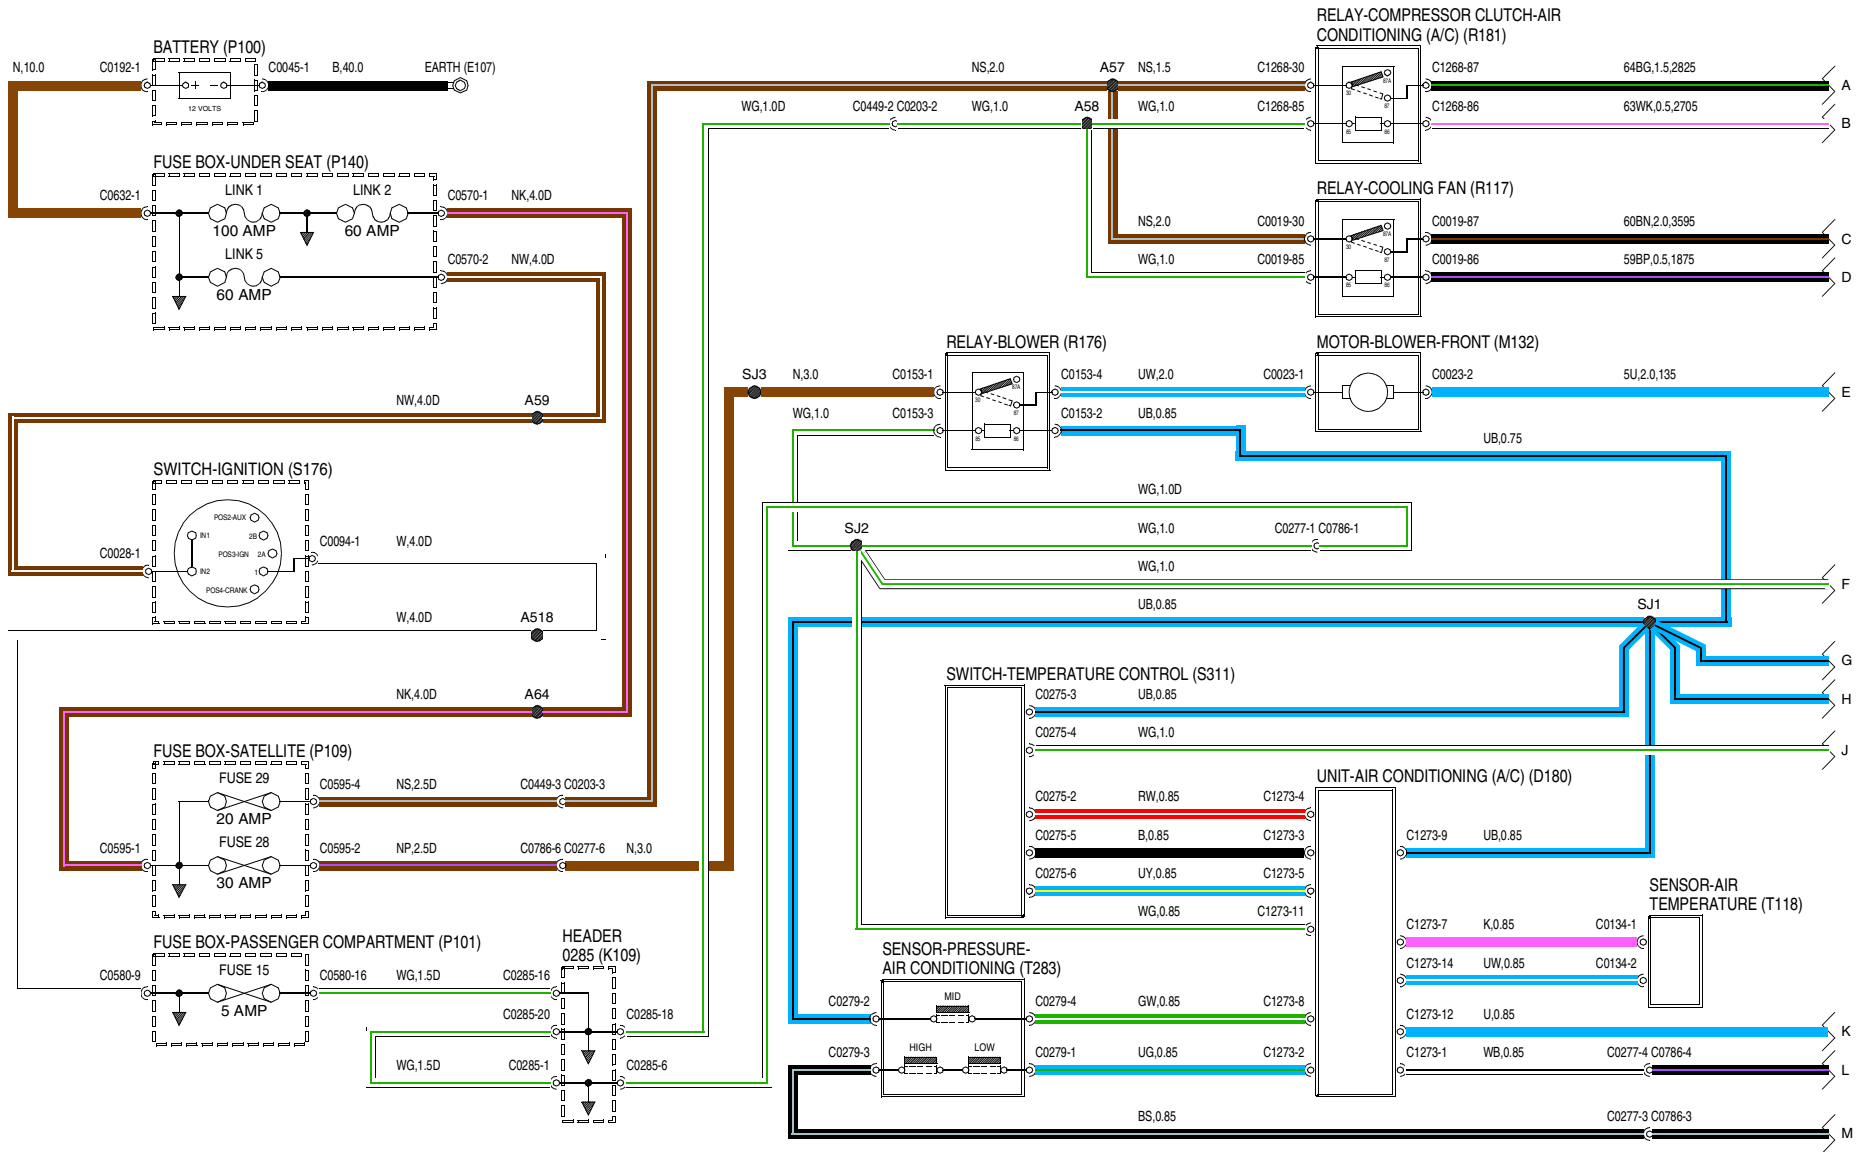 RELAY-COMPRESSOR CLUTCH-AIR
CONDITIONING (A/C) (R181)
BATTERY (P100)
N,10.0
C0192-1
C0045-1
B,40.0
EARTH (E107)
+ -
12 VOLTS
NS,2.0
A57
NS,1.5
C1268-30
30
87A
87
85
86
C1268-87
64BG,1.5,2825
A
WG,1.0D
C0449-2 C0203-2
WG,1.0
A58
WG,1.0
C1268-85
C1268-86
63WK,0.5,2705
B
FUSE BOX-UNDER SEAT (P140)
C0632-1
LINK 1
100 AMP
LINK 2
60 AMP
C0570-1
NK,4.0D
LINK 5
60 AMP
C0570-2
NW,4.0D
RELAY-COOLING FAN (R117)
NS,2.0
C0019-30
30
87A
87
85
86
C0019-87
60BN,2.0,3595
C
WG,1.0
C0019-85
C0019-86
59BP,0.5,1875
D
RELAY-BLOWER (R176)
SJ3
N,3.0
C0153-1
30
87A
87
85
86
C0153-4
UW,2.0
MOTOR-BLOWER-FRONT (M132)
C0023-1
C0023-2
5U,2.0,135
E
WG,1.0
C0153-3
C0153-2
UB,0.85
UB,0.75
NW,4.0D
A59
SWITCH-IGNITION (S176)
C0028-1
POS2-AUX
IN1
2B
POS3-IGN
2A
IN2
1
POS4-CRANK
C0094-1
W,4.0D
W,4.0D
A518
WG,1.0D
SJ2
WG,1.0
C0277-1 C0786-1
WG,1.0
F
UB,0.85
SJ1
G
H
NK,4.0D
A64
SWITCH-TEMPERATURE CONTROL (S311)
C0275-3
UB,0.85
C0275-4
WG,1.0
J
C0275-2
RW,0.85
C1273-4
C0275-5
B,0.85
C1273-3
C0275-6
UY,0.85
C1273-5
WG,0.85
C1273-11
UNIT-AIR CONDITIONING (A/C) (D180)
C1273-9
UB,0.85
FUSE BOX-SATELLITE (P109)
C0595-1
FUSE 29
20 AMP
C0595-4
NS,2.5D
C0449-3 C0203-3
FUSE 28
30 AMP
C0595-2
NP,2.5D
C0786-6 C0277-6
N,3.0
SENSOR-AIR
TEMPERATURE (T118)
C1273-7
K,0.85
C0134-1
C1273-14
UW,0.85
C0134-2
FUSE BOX-PASSENGER COMPARTMENT (P101)
C0580-9
FUSE 15
5 AMP
C0580-16
WG,1.5D
C0285-16
HEADER
0285 (K109)
C0285-20
C0285-18
WG,1.5D
C0285-1
C0285-6
SENSOR-PRESSURE-
AIR CONDITIONING (T283)
C0279-2
MID
C0279-4
GW,0.85
C1273-8
C1273-12
U,0.85
K
C0279-3
HIGH
LOW
C0279-1
UG,0.85
C1273-2
C1273-1
WB,0.85
C0277-4 C0786-4
L
BS,0.85
C0277-3 C0786-3
M